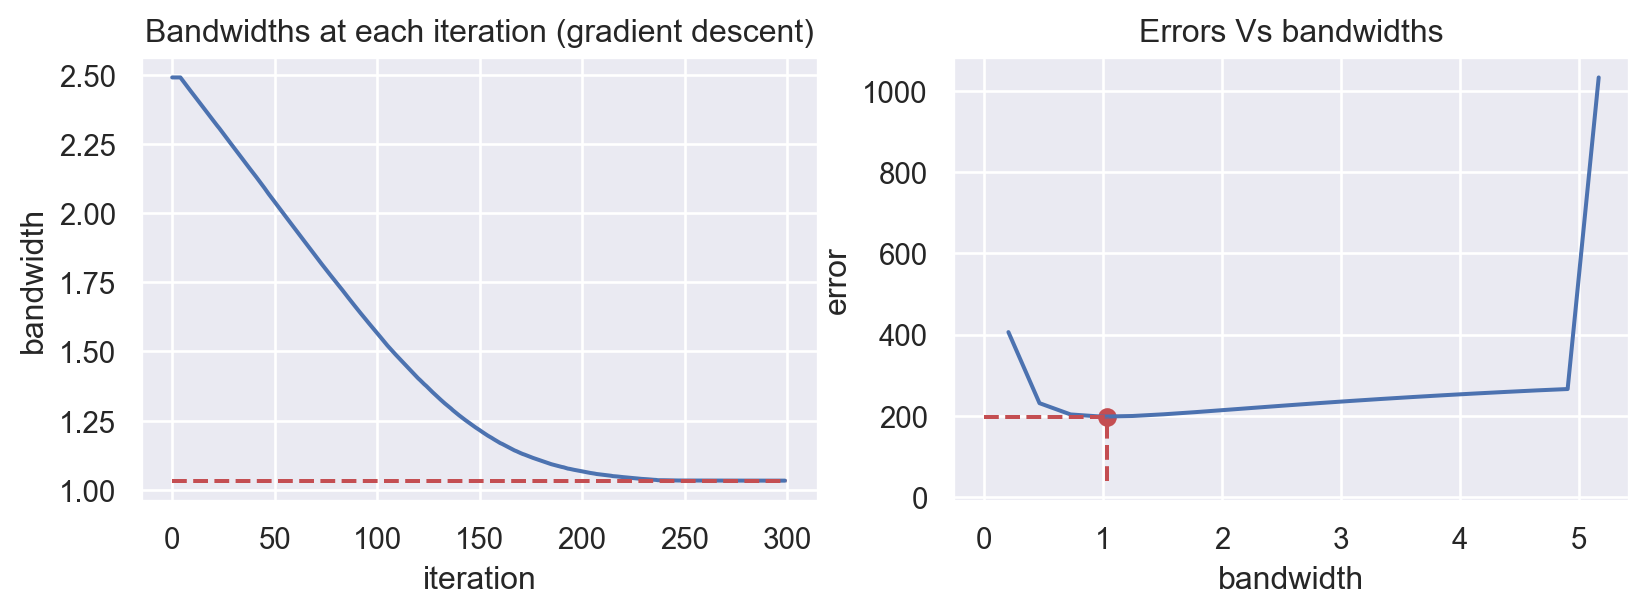 Bandwidths at each iteration (gradient descent)
2.50
2.25
2.00
1.75
1.50
1.25
1.00
bandwidth
0 50 100 150 200 250 300
iteration
Errors Vs bandwidths
1000
800
600
400
200
0
error
0 1 2 3 4 5
bandwidth